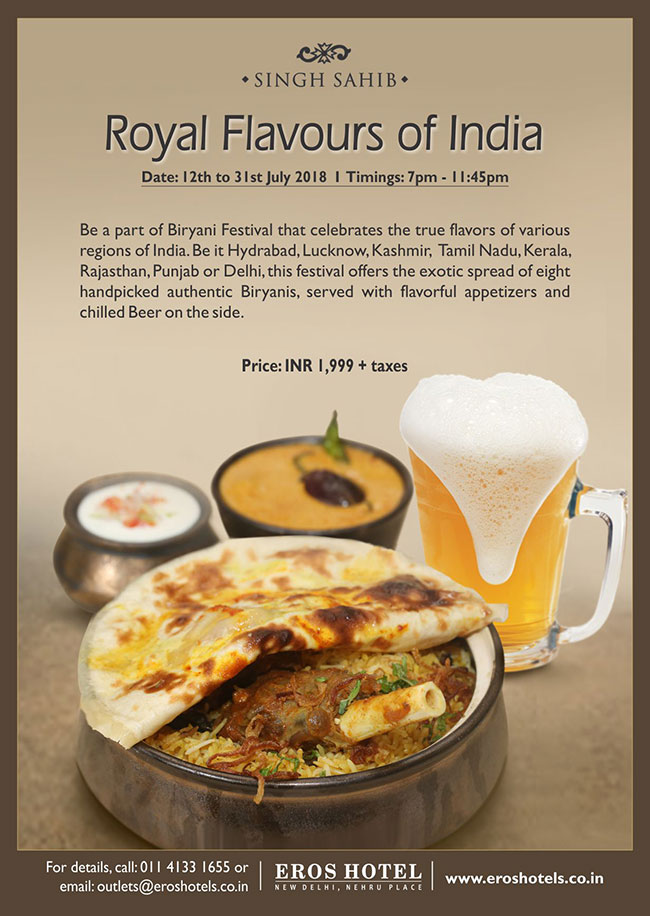 SINGH SAHIB
Royal Flavours of India
Date: 12th to 31st July 2018 I Timings: 7pm - 11:45pm
Be a part of Biryani Festival that celebrates the true flavors of various
regions of India. Be it Hydrabad, Lucknow, Kashmir, Tamil Nadu, Kerala,
Rajasthan, Punjab or Delhi, this festival offers the exotic spread of eight
handpicked authentic Biryanis, served with flavorful appetizers and
chilled Beer on the side.
Price: INR 1,999 + taxes
For details, call: 011 4133 1655 or
email: outlets@eroshotels.co.in
EROS HOTEL
NEW DELHI, NEHRU PLACE
www.eroshotels.co.in